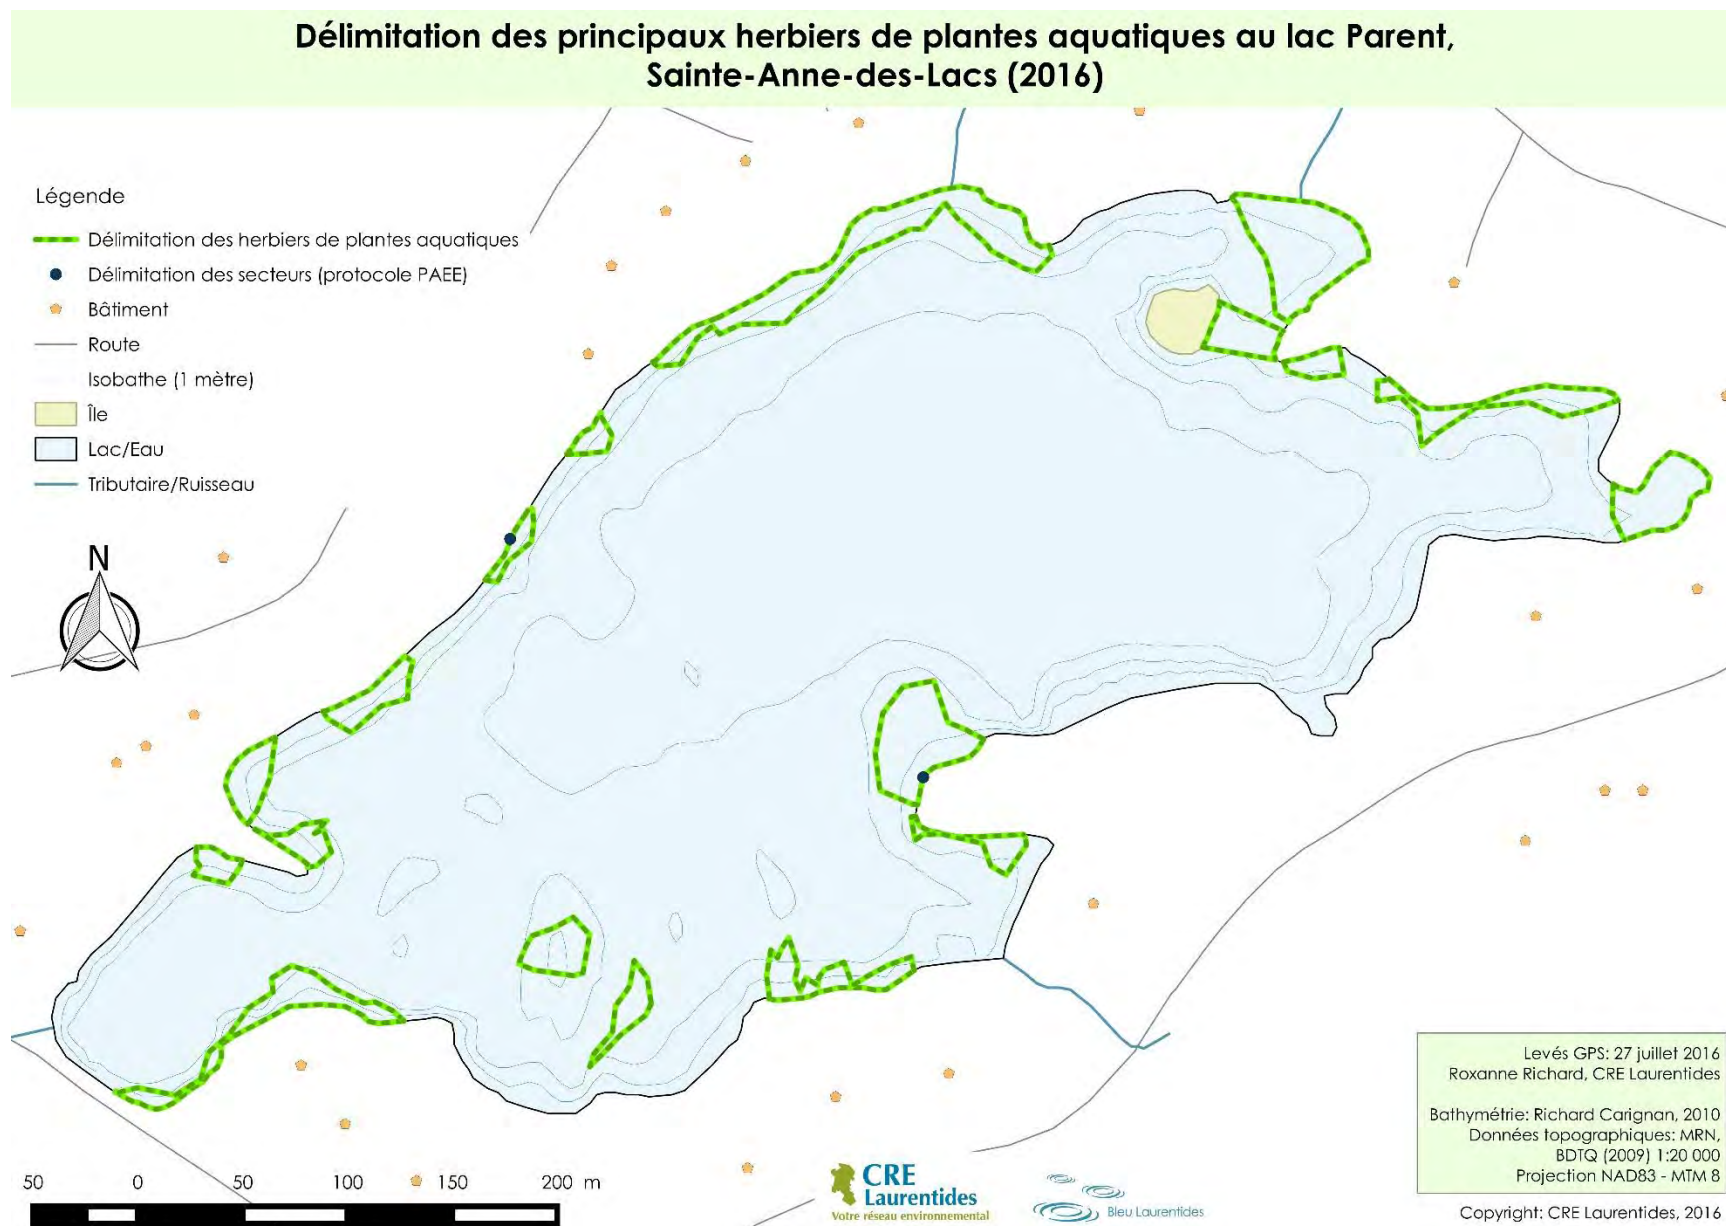 Délimitation des principaux herbiers de plantes aquatiques au lac Parent,
Sainte-Anne-des-Lacs (2016)
Légende
Délimitation des herbiers de plantes aquatiques
Délimitation des secteurs (protocole PAEE)
Bâtiment
Route
Isobathe (1 mètre)
Île
Lac/Eau
Tributaire/Ruisseau
N
50 0 50 100 150 200 m
CRE
Laurentides
Votre réseau environnemental
Bleu Laurentides
Levés GPS: 27 juillet 2016
Roxanne Richard, CRE Laurentides
Bathymétrie: Richard Carignan, 2010
Données topographiques: MRN,
BDTQ (2009) 1:20 000
Projection NAD83 - MTM 8
Copyright: CRE Laurentides, 2016